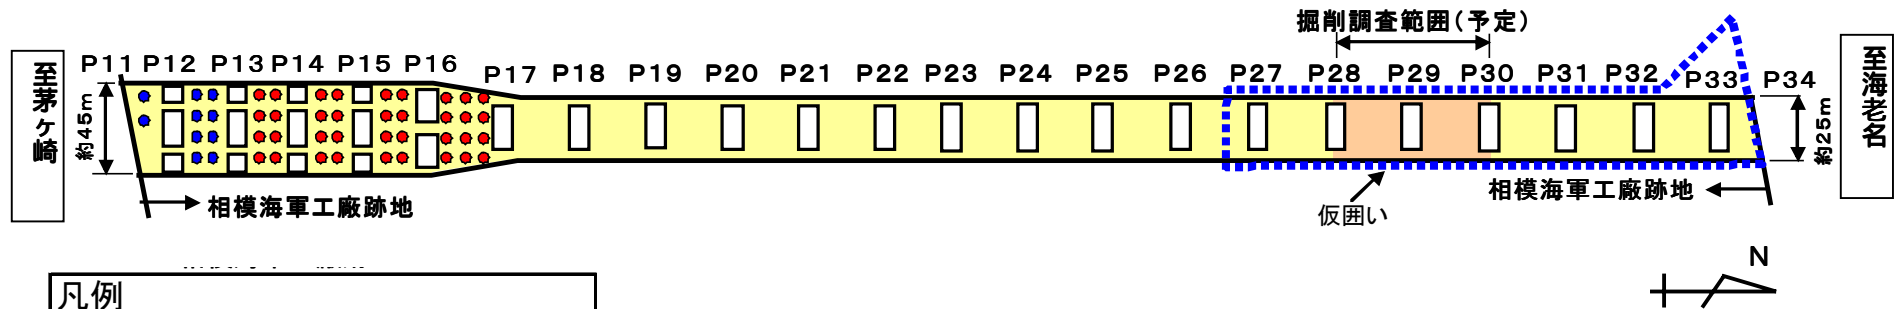 掘削調査範囲(予定)
P11 P12 P13 P14 P15 P16 P17 P18 P19 P20 P21 P22 P23 P24 P25 P26 P27 P28 P29 P30 P31 P32 P33 P34
至茅ヶ崎
約45m
約25m
至海老名
相模海軍工廠跡地
相模海軍工廠跡地
仮囲い
N
凡例